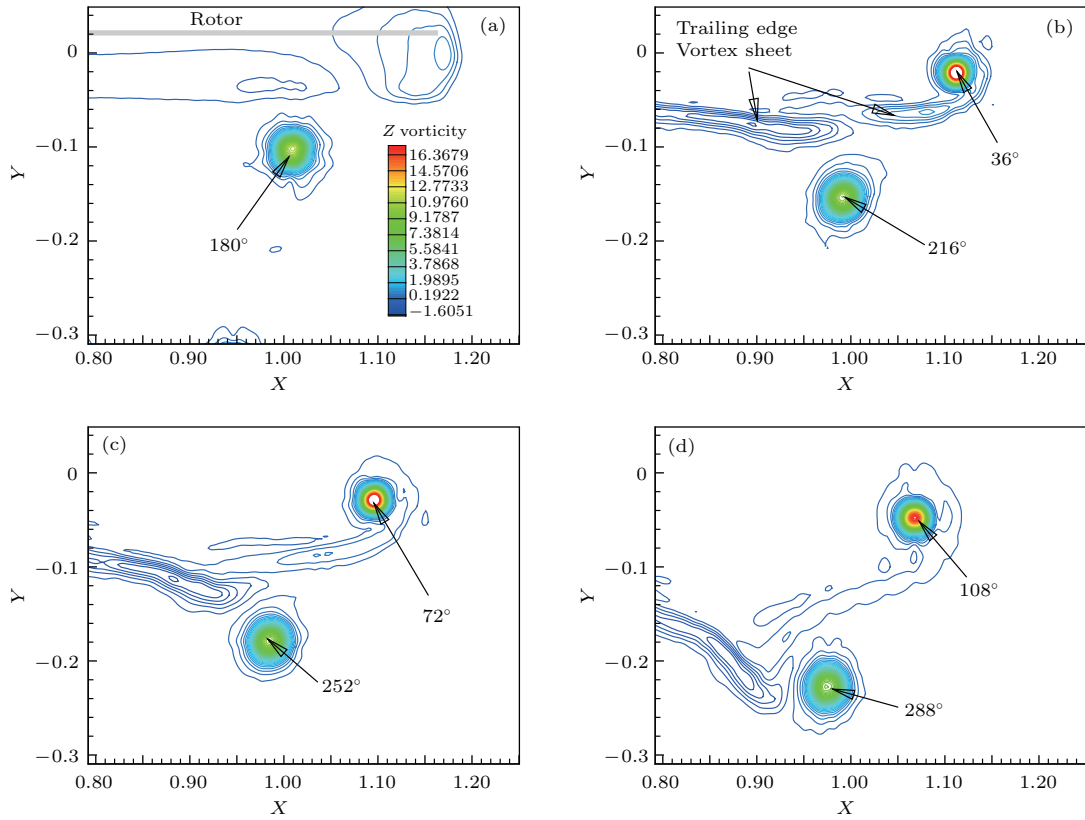 Rotor
(a)
0
−0.1
−0.2
−0.3
Y
180°
Z vorticity
16.3679
14.5706
12.7733
10.9760
9.1787
7.3814
5.5841
3.7868
1.9895
0.1922
−1.6051
0.80 0.90 1.00 1.10 1.20
X
Trailing edge
Vortex sheet
(b)
0
−0.1
−0.2
−0.3
Y
36°
216°
0.80 0.90 1.00 1.10 1.20
X
(c)
0
−0.1
−0.2
−0.3
Y
72°
252°
0.80 0.90 1.00 1.10 1.20
X
(d)
0
−0.1
−0.2
−0.3
Y
108°
288°
0.80 0.90 1.00 1.10 1.20
X